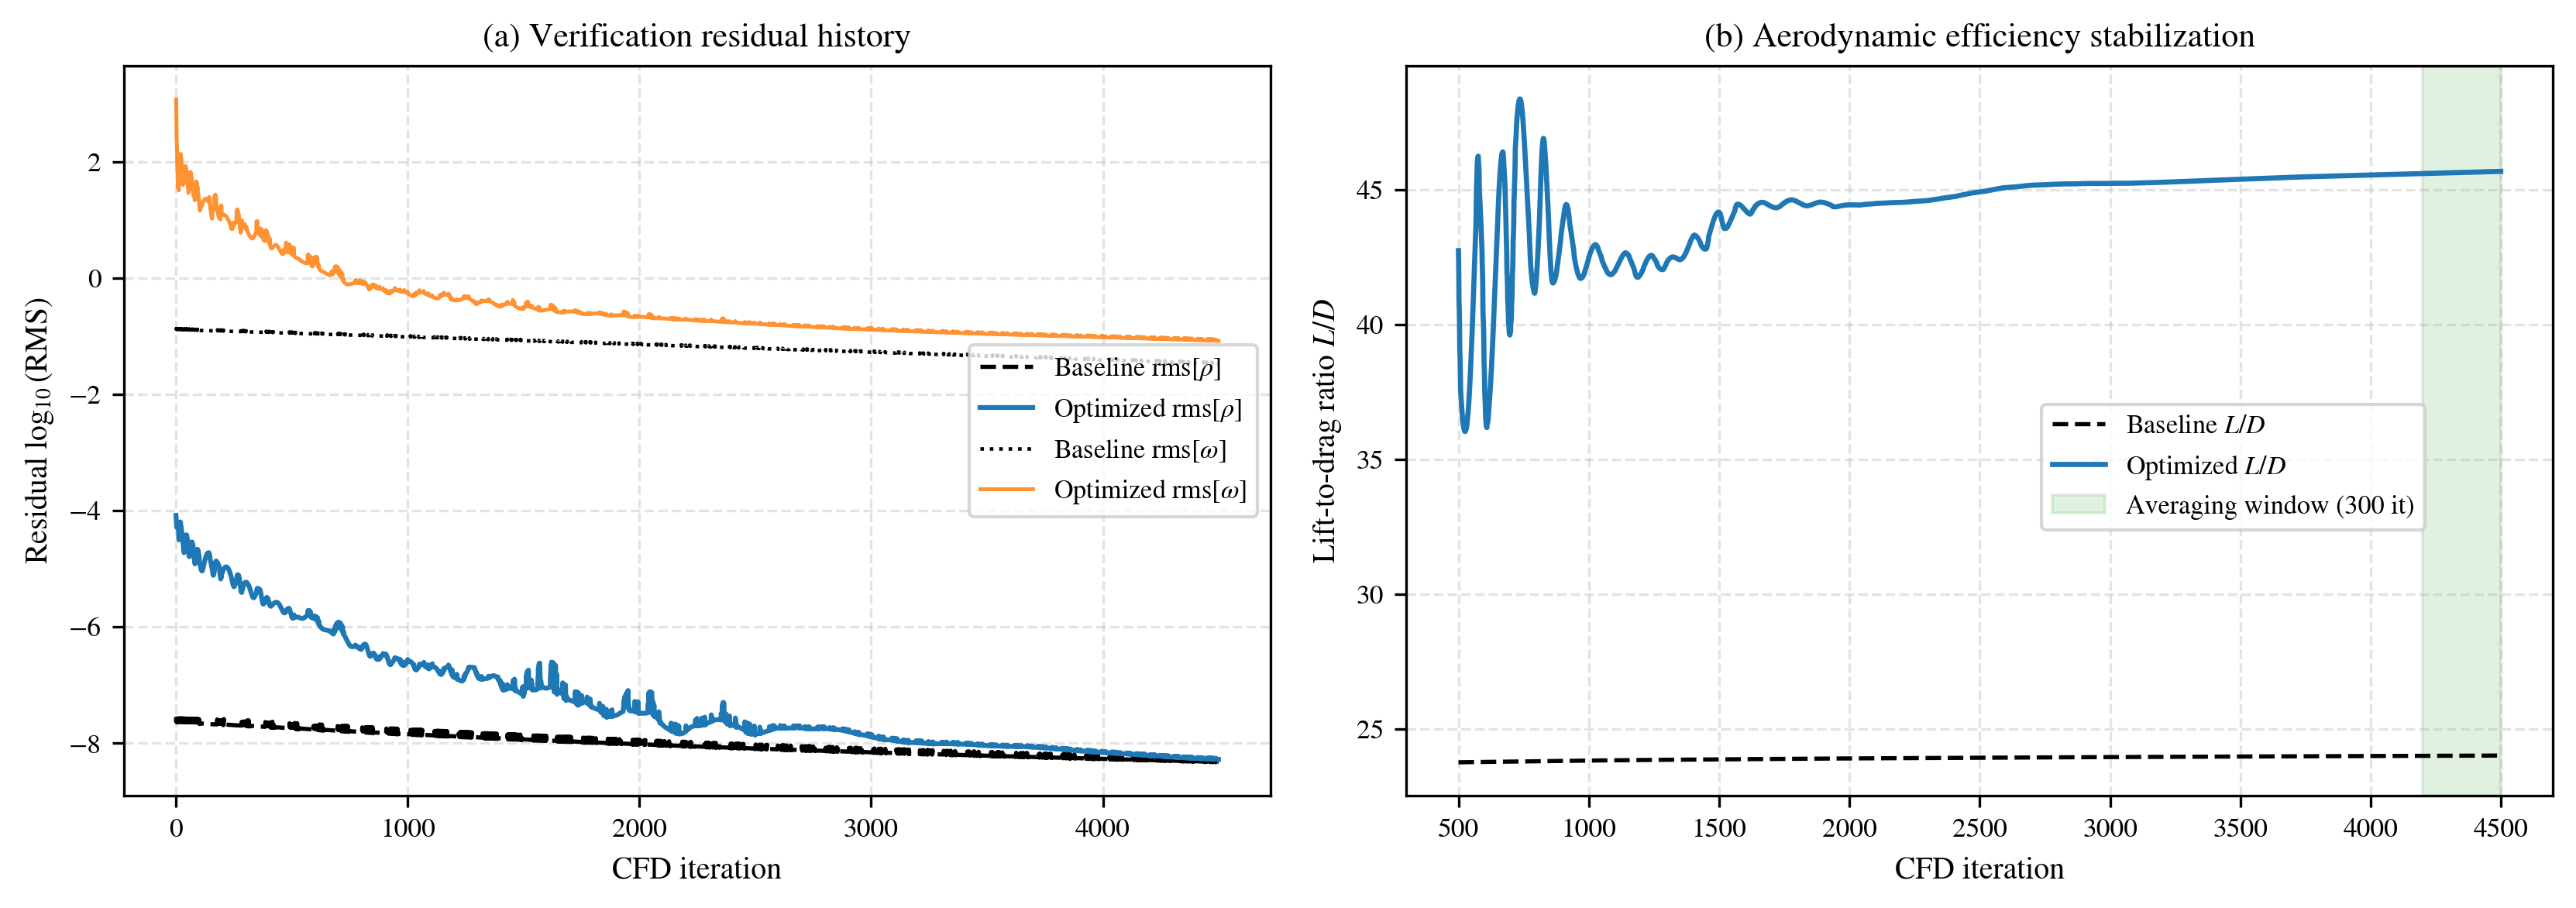 (a) Verification residual history
Residual log₁₀(RMS)
2
0
−2
−4
−6
−8
Baseline rms[ρ]
Optimized rms[ρ]
Baseline rms[ω]
Optimized rms[ω]
0 1000 2000 3000 4000
CFD iteration
(b) Aerodynamic efficiency stabilization
Lift-to-drag ratio L/D
45
40
35
30
25
Baseline L/D
Optimized L/D
Averaging window (300 it)
500 1000 1500 2000 2500 3000 3500 4000 4500
CFD iteration